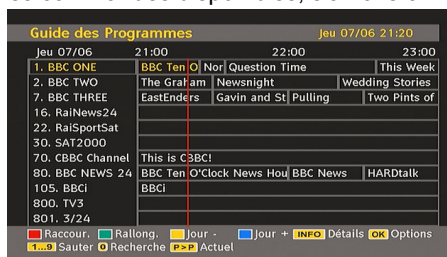 Guide des Programmes Jeu 07/06 21:20
Jeu 07/06 21:00 22:00 23:00
1. BBC ONE BBC Ten O Nor Question Time This Week
2. BBC TWO The Graham Newsnight Wedding Stories
7. BBC THREE EastEnders Gavin and St Pulling Two Pints of
16. RaiNews24
22. RaiSportSat
30. SAT2000
70. CBBC Channel This is CBBC!
80. BBC NEWS 24 BBC Ten O'Clock News Hou BBC News HARDtalk
105. BBCi BBCi
800. TV3
801. 3/24
Raccour. Rallong. Jour - Jour + INFO Détails OK Options
1...9 Sauter 0 Recherche P>P Actuel